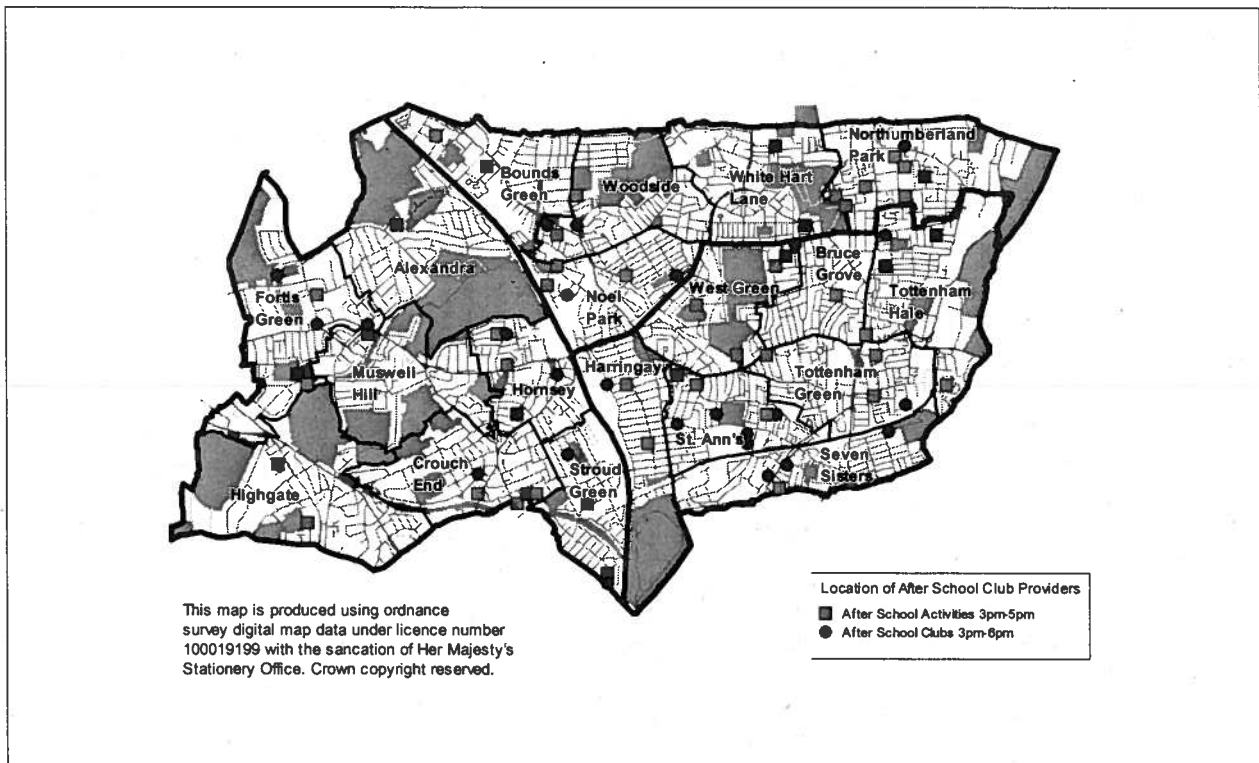 Northumberland
Park
Bounds
Green
Woodside
White Hart
Lane
Alexandra
Bruce
Grove
Fortis
Green
Noel
Park
West Green
Tottenham
Hale
Muswell
Hill
Hornsey
Harringay
Tottenham
Green
St. Ann's
Crouch
End
Stroud
Green
Seven
Sisters
Highgate
This map is produced using ordnance
survey digital map data under licence number
100019199 with the sancation of Her Majesty's
Stationery Office. Crown copyright reserved.
Location of After School Club Providers
After School Activities 3pm-5pm
After School Clubs 3pm-6pm